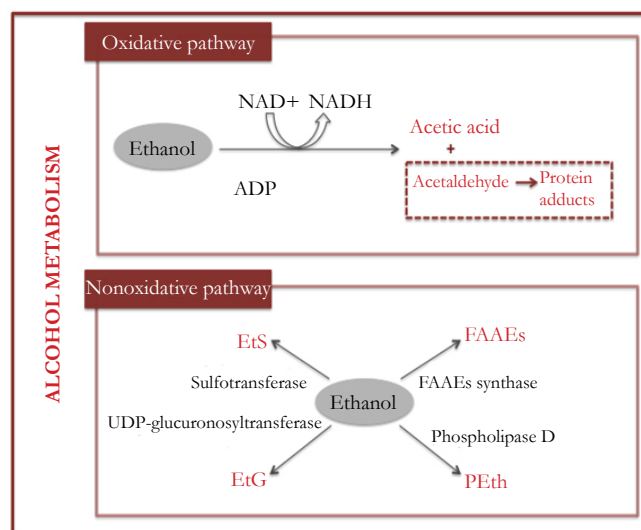 ALCOHOL METABOLISM
Oxidative pathway
NAD+ NADH
Ethanol
ADP
Acetic acid
+
Acetaldehyde Protein
adducts
Nonoxidative pathway
EtS
FAAEs
Sulfotransferase
FAAEs synthase
Ethanol
UDP-glucuronosyltransferase
Phospholipase D
EtG
PEth